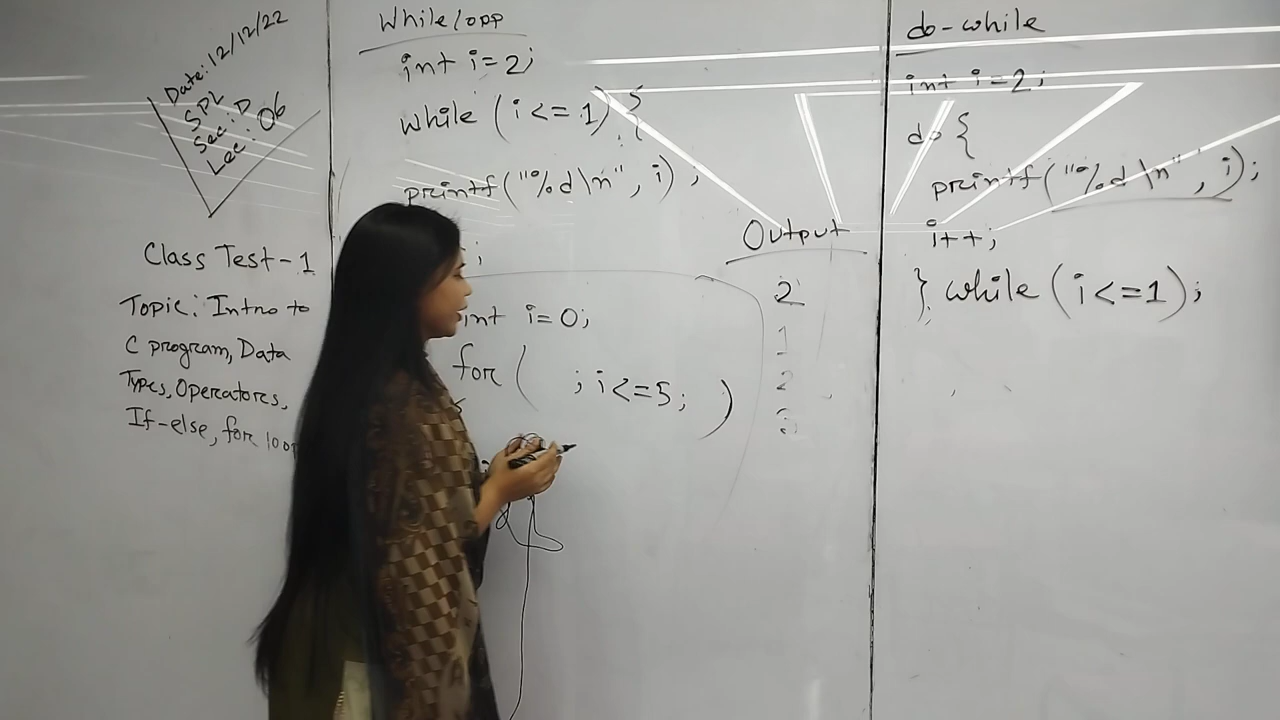 Date: 12/12/22
SPL
Sec: D
Lec: 06
Class Test-1
Topic: Intro to
C program, Data
Types, Operators,
If-else, for loop
While lopp
int i=2;
while (i<=1) {
printf("%d\n", i);
;
int i=0;
for (   ; i<=5;   )
{
Output
2
1
2
do-while
int i=2;
do {
printf("%d\n", i);
i++;
} while (i<=1);